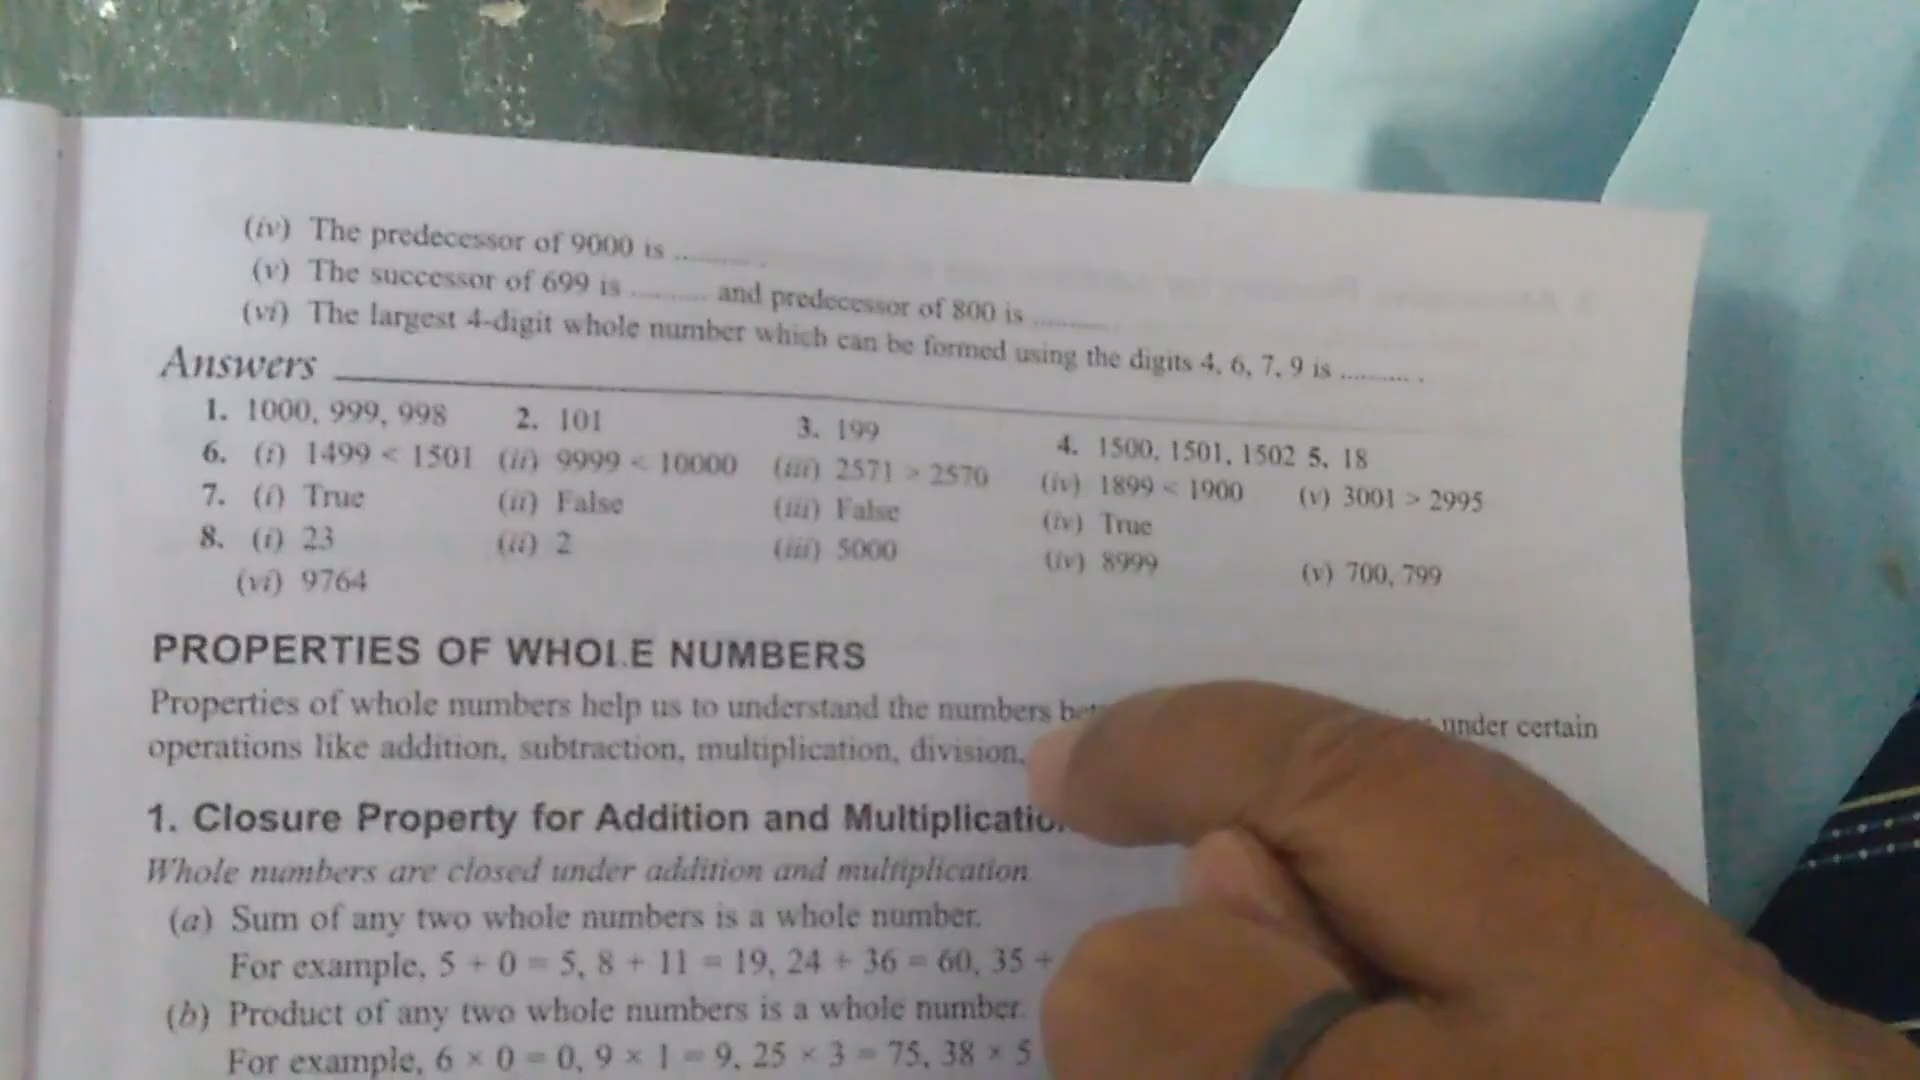 (iv) The predecessor of 9000 is .......... .
(v) The successor of 699 is .......... and predecessor of 800 is .......... .
(vi) The largest 4-digit whole number which can be formed using the digits 4, 6, 7, 9 is .......... .
Answers
1. 1000, 999, 998 2. 101 3. 199 4. 1500, 1501, 1502 5. 18
6. (i) 1499 < 1501 (ii) 9999 < 10000 (iii) 2571 > 2570 (iv) 1899 < 1900 (v) 3001 > 2995
7. (i) True (ii) False (iii) False (iv) True
8. (i) 23 (ii) 2 (iii) 5000 (iv) 8999 (v) 700, 799
(vi) 9764
PROPERTIES OF WHOLE NUMBERS
Properties of whole numbers help us to understand the numbers under certain
operations like addition, subtraction, multiplication, division,
1. Closure Property for Addition and
Whole numbers are closed under addition and multiplication.
(a) Sum of any two whole numbers is a whole number.
For example, 5 + 0 = 5, 8 + 11 = 19, 24 + 36 = 60, 35 +
(b) Product of any two whole numbers is a whole number.
For example, 6 × 0 = 0, 9 × 1 = 9, 25 × 3 = 75, 38 × 5